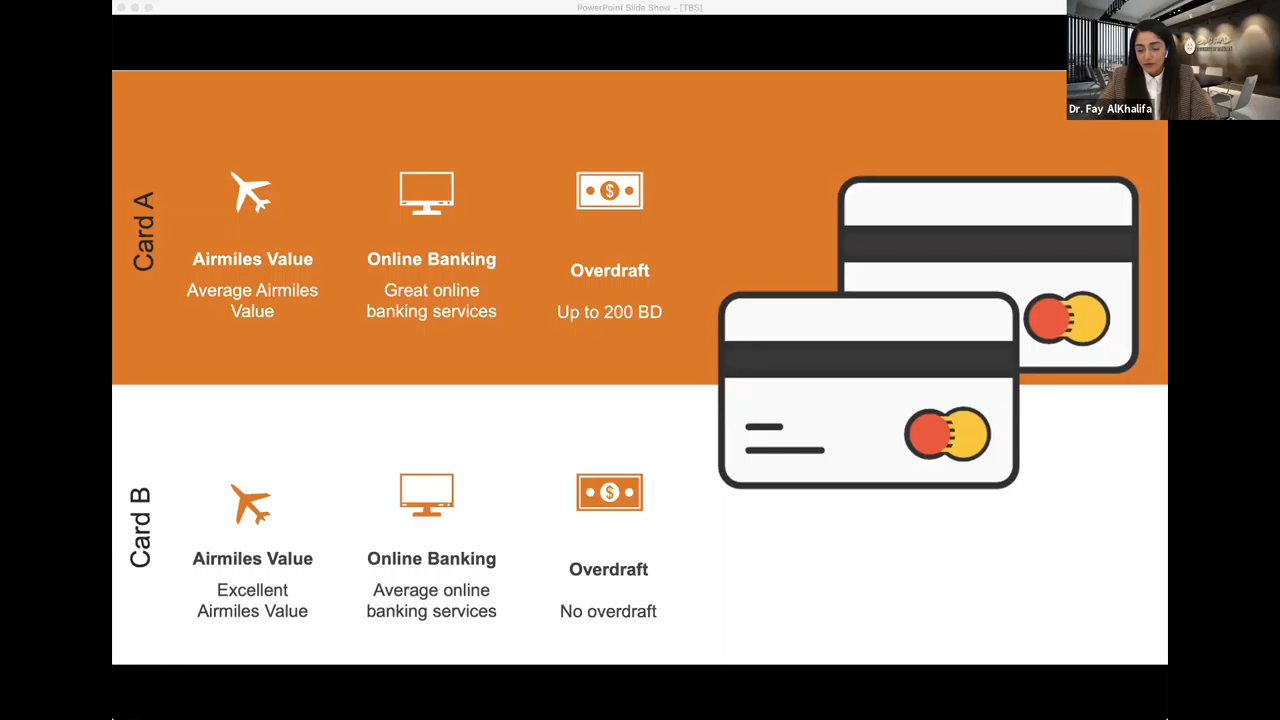 PowerPoint Slide Show - [TBS]
Dr. Fay AlKhalifa
Card A
Airmiles Value
Average Airmiles
Value
Online Banking
Great online
banking services
Overdraft
Up to 200 BD
Card B
Airmiles Value
Excellent
Airmiles Value
Online Banking
Average online
banking services
Overdraft
No overdraft